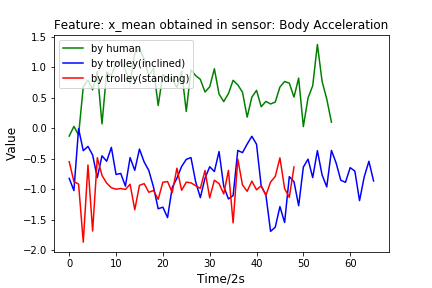 Feature: x_mean obtained in sensor: Body Acceleration
by human
by trolley(inclined)
by rolley(standing)
Value
1.5
1.0
0.5
0.0
−0.5
−1.0
−1.5
−2.0
0 10 20 30 40 50 60
Time/2s